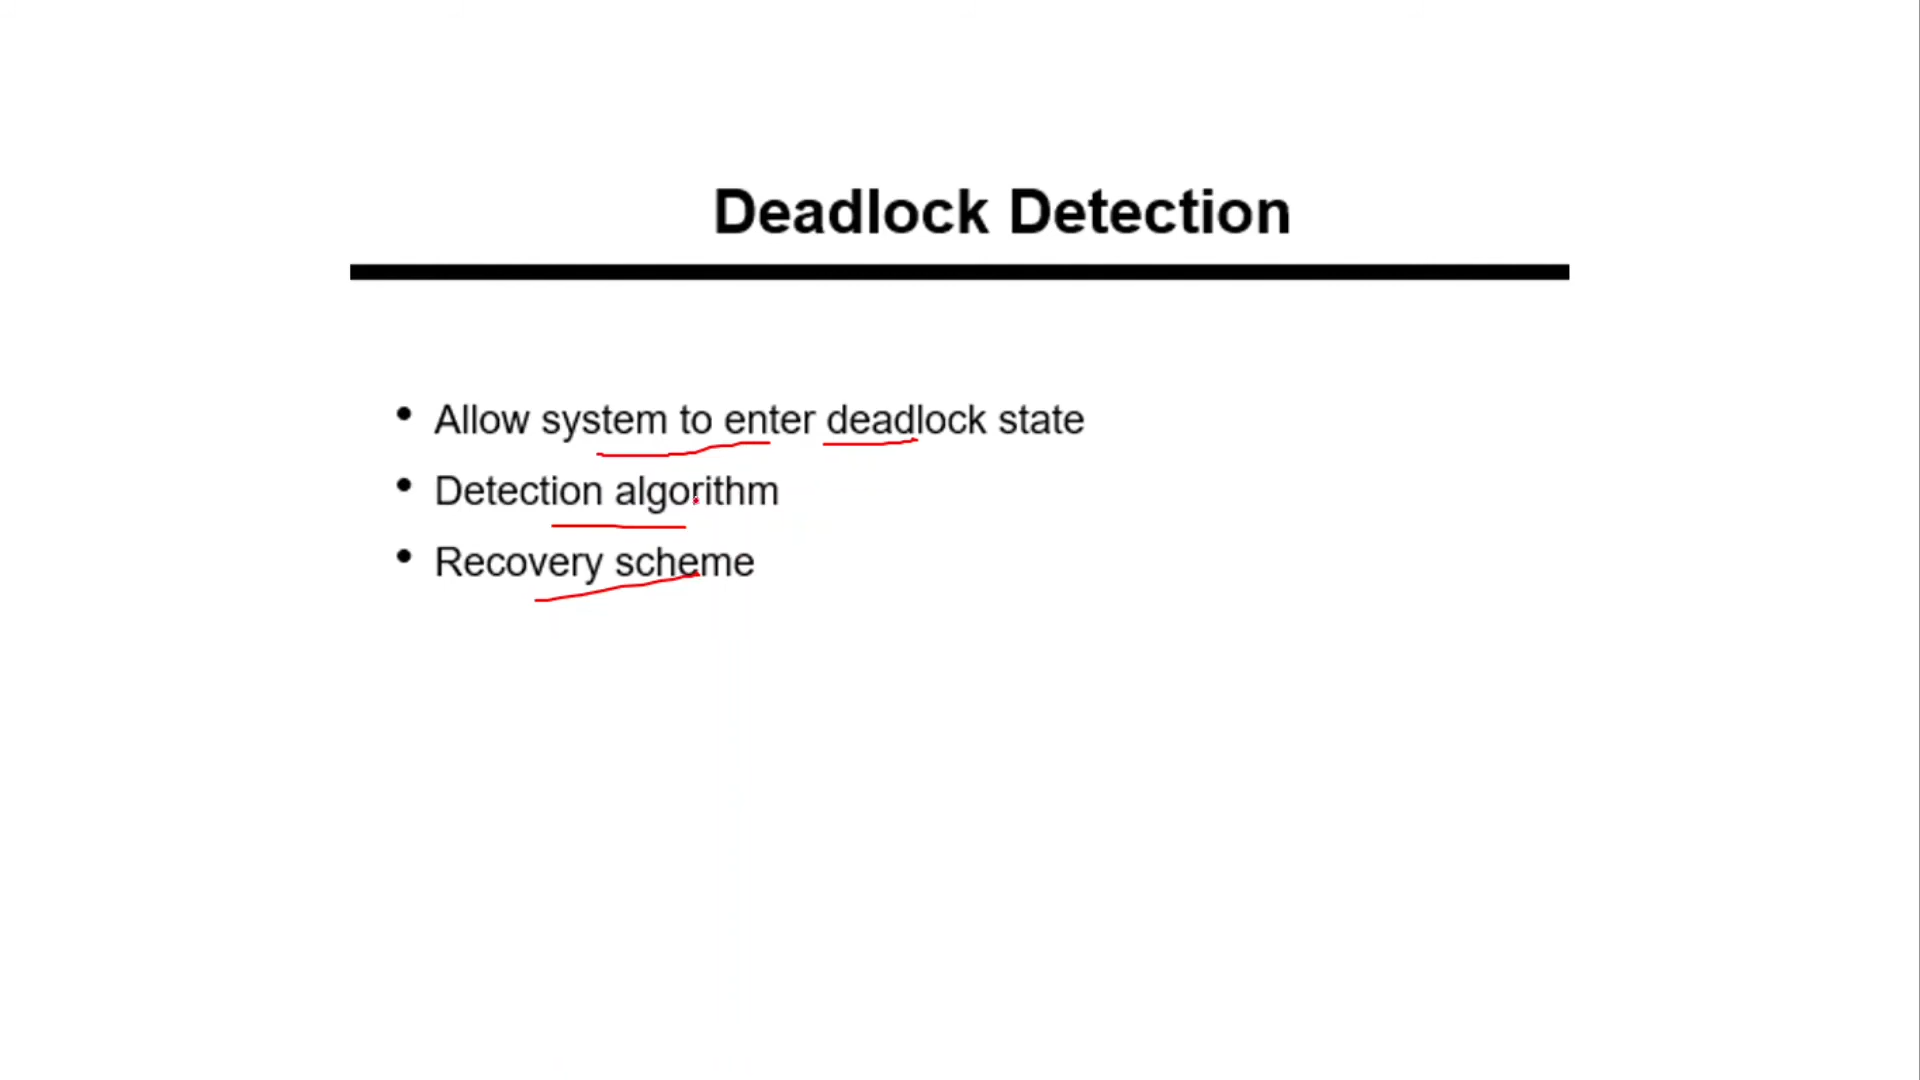 Deadlock Detection
• Allow system to enter deadlock state
• Detection algorithm
• Recovery scheme